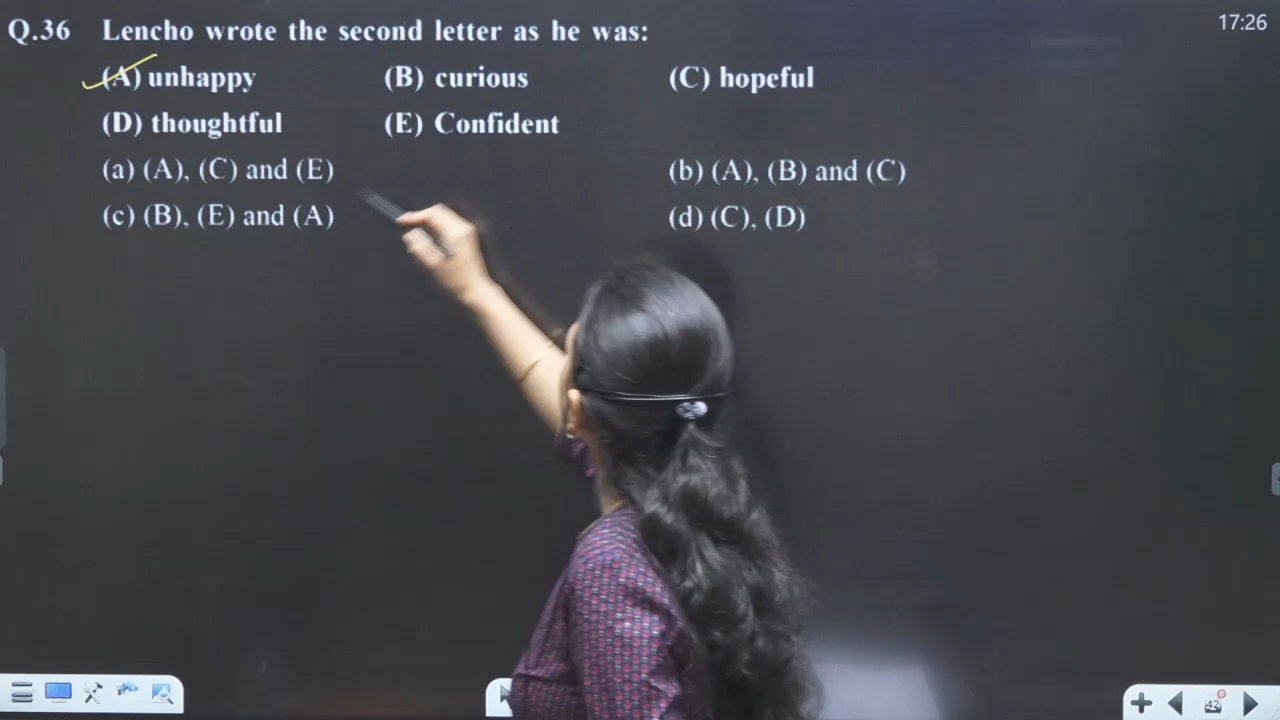 17:26
Q.36 Lencho wrote the second letter as he was:
(A) unhappy (B) curious (C) hopeful
(D) thoughtful (E) Confident
(a) (A), (C) and (E) (b) (A), (B) and (C)
(c) (B), (E) and (A) (d) (C), (D)
42